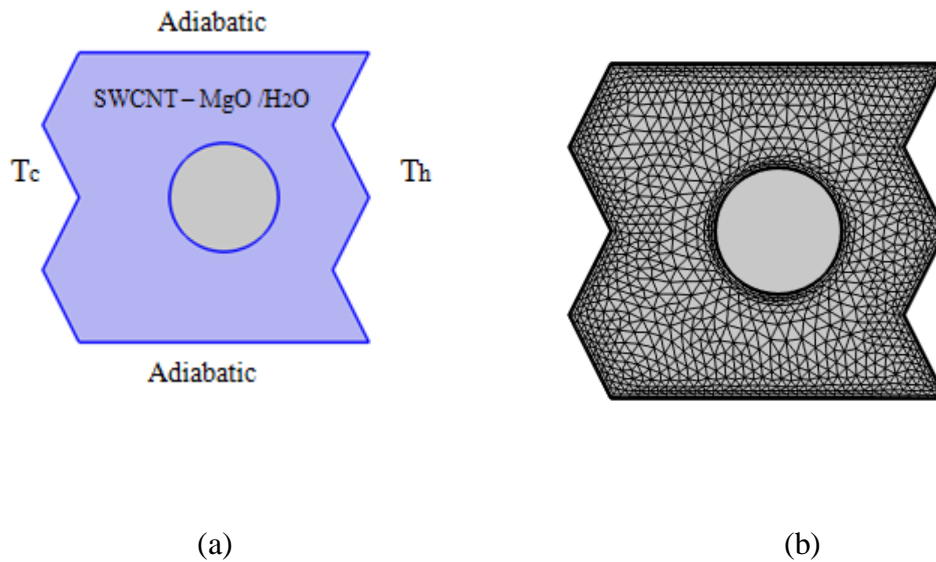 Adiabatic
SWCNT – MgO /H2O
Tc
Th
Adiabatic
(a)
(b)